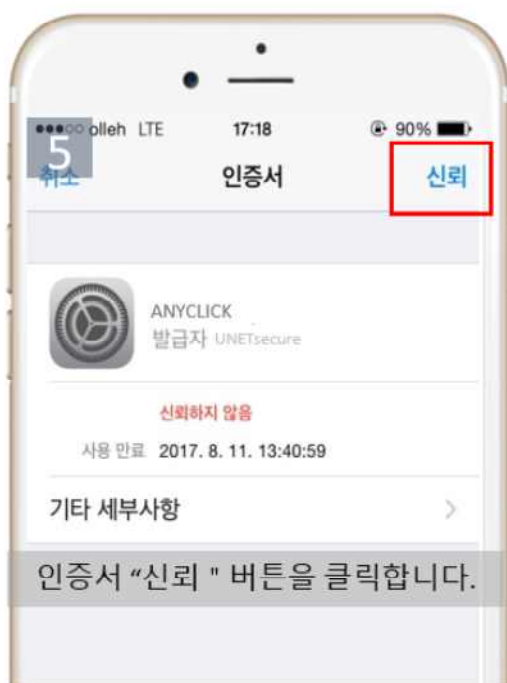 olleh LTE 17:18 90%
5
취소 인증서 신뢰
ANYCLICK
발급자 UNETsecure
신뢰하지 않음
사용 만료 2017. 8. 11. 13:40:59
기타 세부사항
인증서 “신뢰 " 버튼을 클릭합니다.